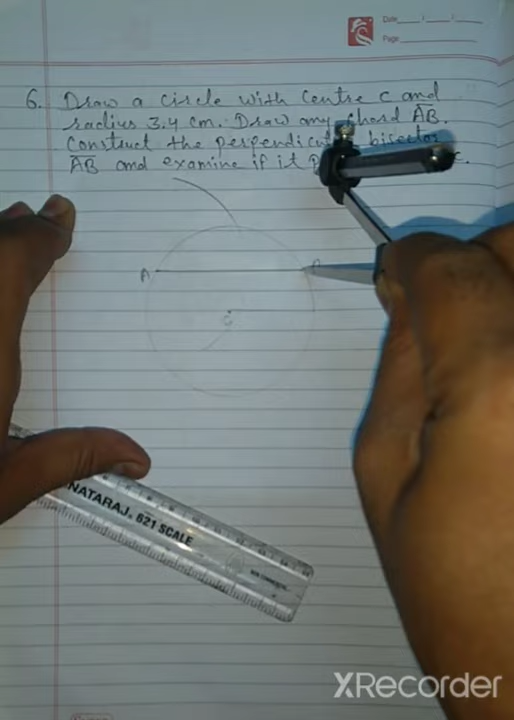 Date / / /
Page
6. Draw a circle with centre C and
radius 3.4 cm. Draw any chord AB.
Construct the perpendicular bisector
AB and examine if it C.
A
C
NATARAJ 621 SCALE
XRecorder